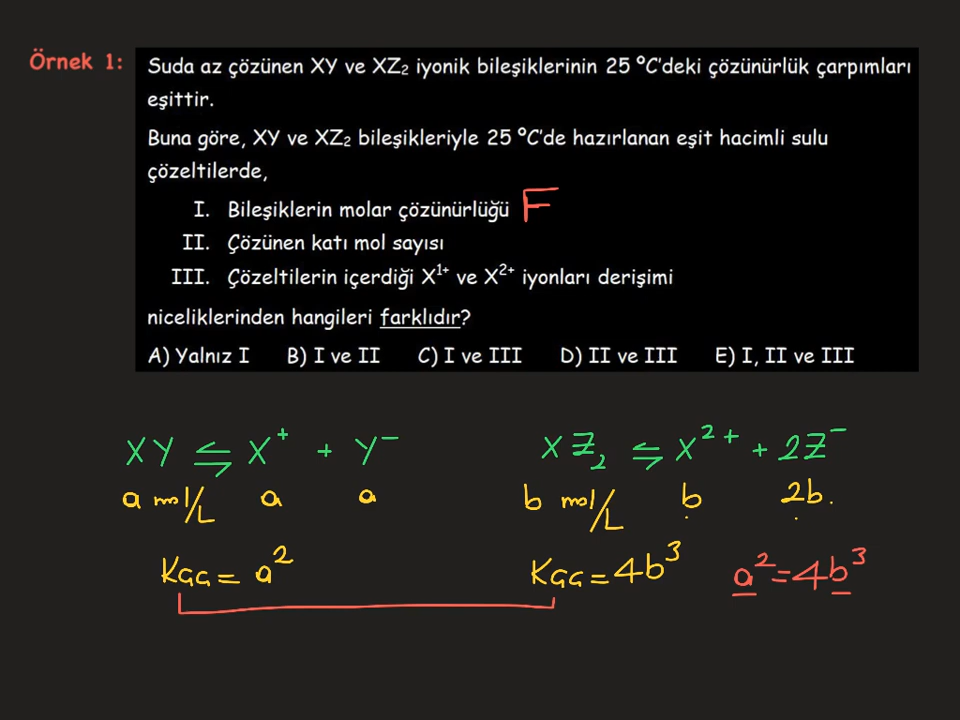 Örnek 1:
Suda az çözünen XY ve XZ₂ iyonik bileşiklerinin 25 ºC'deki çözünürlük çarpımları
eşittir.
Buna göre, XY ve XZ₂ bileşikleriyle 25 ºC'de hazırlanan eşit hacimli sulu
çözeltilerde,
I. Bileşiklerin molar çözünürlüğü F
II. Çözünen katı mol sayısı
III. Çözeltilerin içerdiği X¹⁺ ve X²⁺ iyonları derişimi
niceliklerinden hangileri farklıdır?
A) Yalnız I B) I ve II C) I ve III D) II ve III E) I, II ve III
XY ⇌ X⁺ + Y⁻ XZ₂ ⇌ X²⁺ + 2Z⁻
a mol/L a a b mol/L b 2b
Kçç = a² Kçç = 4b³ a² = 4b³